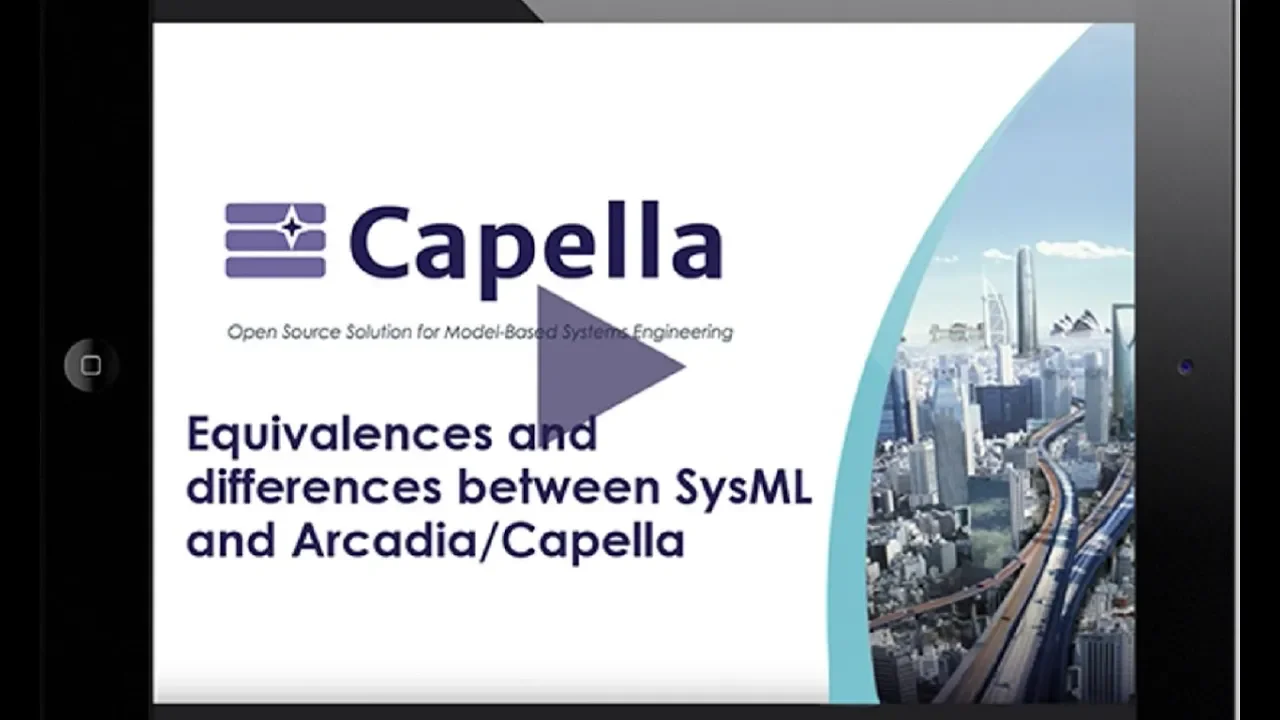 Capella
Open Source Solution for Model-Based Systems Engineering
Equivalences and
differences between SysML
and Arcadia/Capella